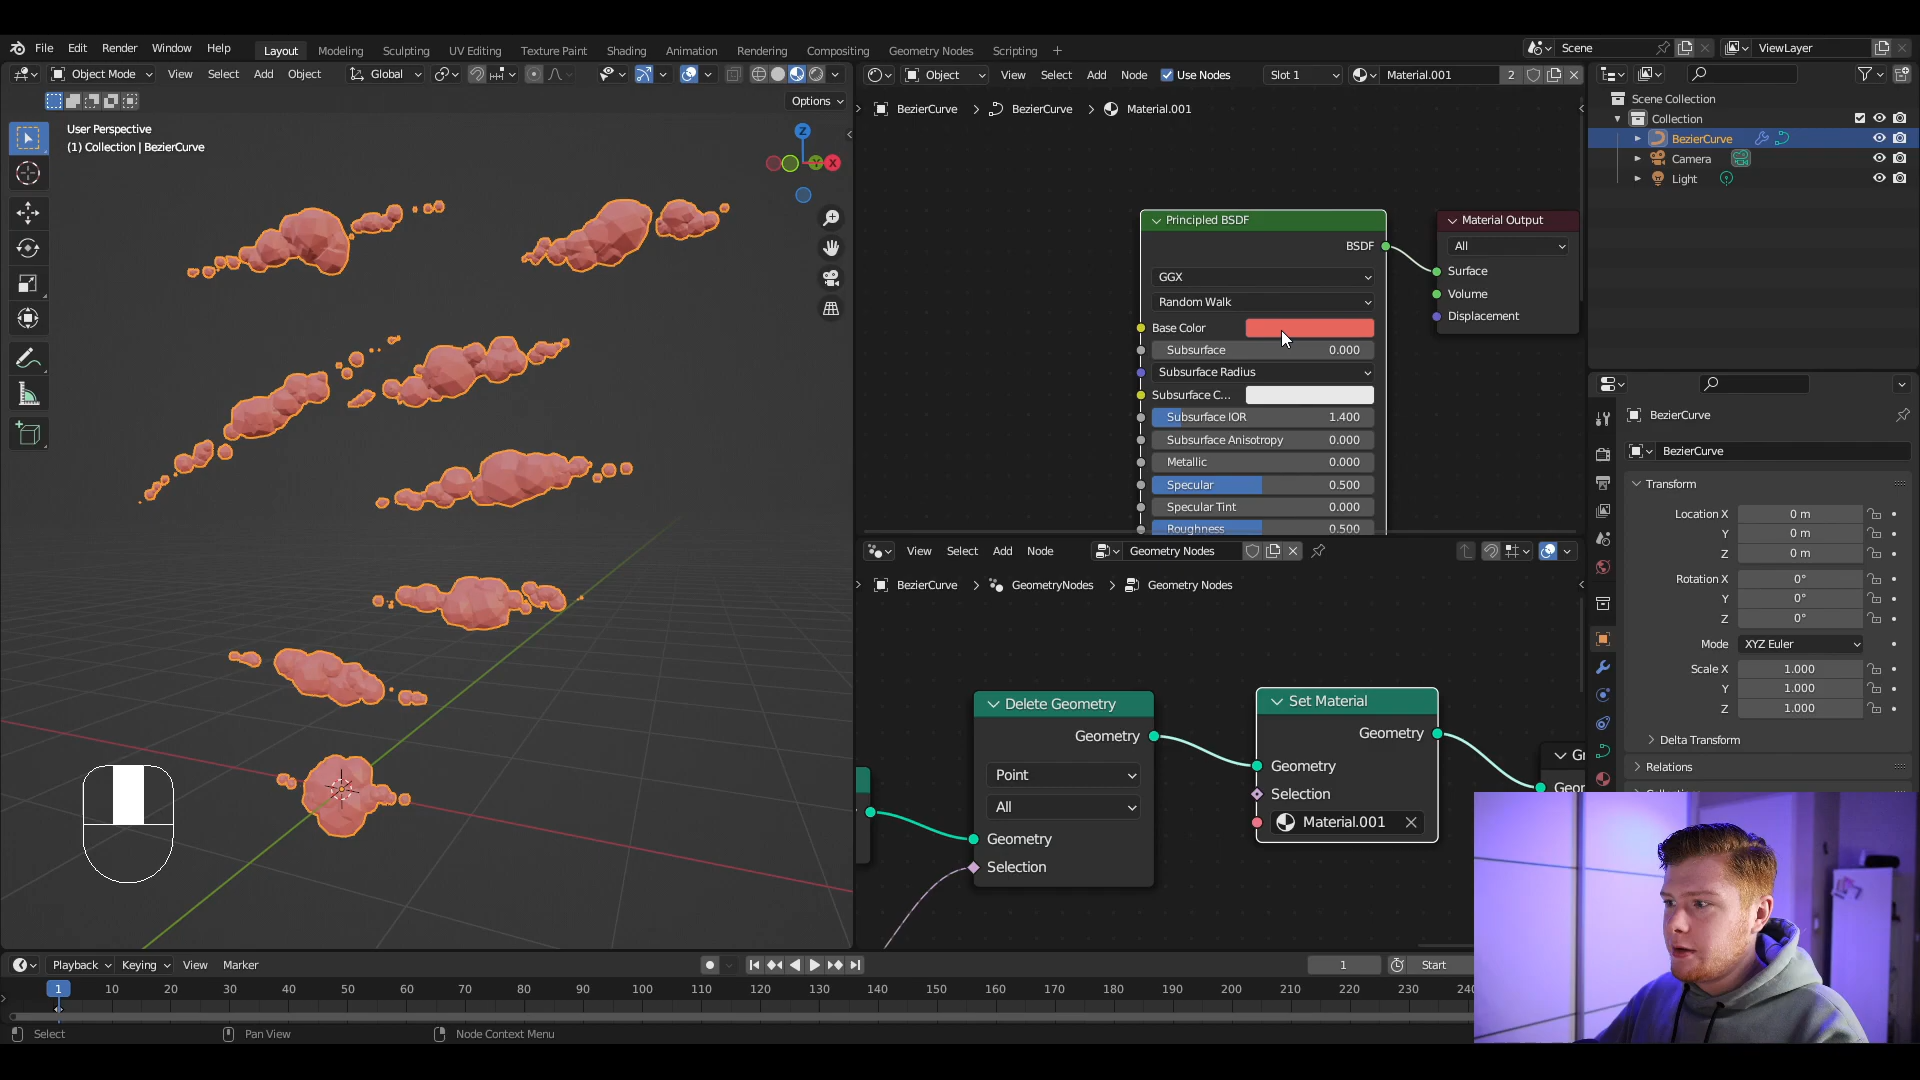 File Edit Render Window Help Layout Modeling Sculpting UV Editing Texture Paint Shading Animation Rendering Compositing Geometry Nodes Scripting + Scene ViewLayer
Object Mode View Select Add Object Global
Object View Select Add Node Use Nodes Slot 1 Material.001 2
Options
User Perspective
(1) Collection | BezierCurve
Z
Y
X
BezierCurve > BezierCurve > Material.001
Principled BSDF
BSDF
GGX
Random Walk
Base Color
Subsurface 0.000
Subsurface Radius
Subsurface C...
Subsurface IOR 1.400
Subsurface Anisotropy 0.000
Metallic 0.000
Specular 0.500
Specular Tint 0.000
Roughness 0.500
Material Output
All
Surface
Volume
Displacement
View Select Add Node Geometry Nodes
BezierCurve > GeometryNodes > Geometry Nodes
Delete Geometry
Geometry
Point
All
Geometry
Selection
Set Material
Geometry
Geometry
Selection
Material.001
Gr
Geor
Scene Collection
Collection
BezierCurve
Camera
Light
BezierCurve
BezierCurve
Transform
Location X 0 m
Y 0 m
Z 0 m
Rotation X 0°
Y 0°
Z 0°
Mode XYZ Euler
Scale X 1.000
Y 1.000
Z 1.000
Delta Transform
Relations
Playback Keying View Marker 1 Start
1 10 20 30 40 50 60 70 80 90 100 110 120 130 140 150 160 170 180 190 200 210 220 230 240
Select Pan View Node Context Menu